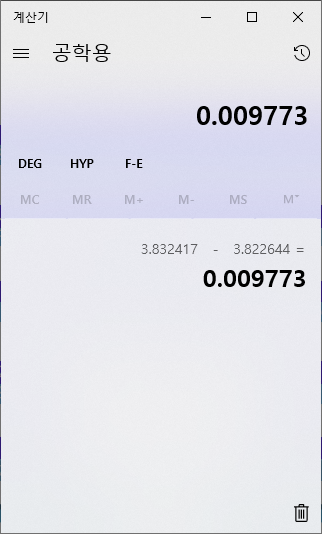 계산기
공학용
0.009773
DEG HYP F-E
MC MR M+ M- MS M˅
3.832417 - 3.822644 =
0.009773